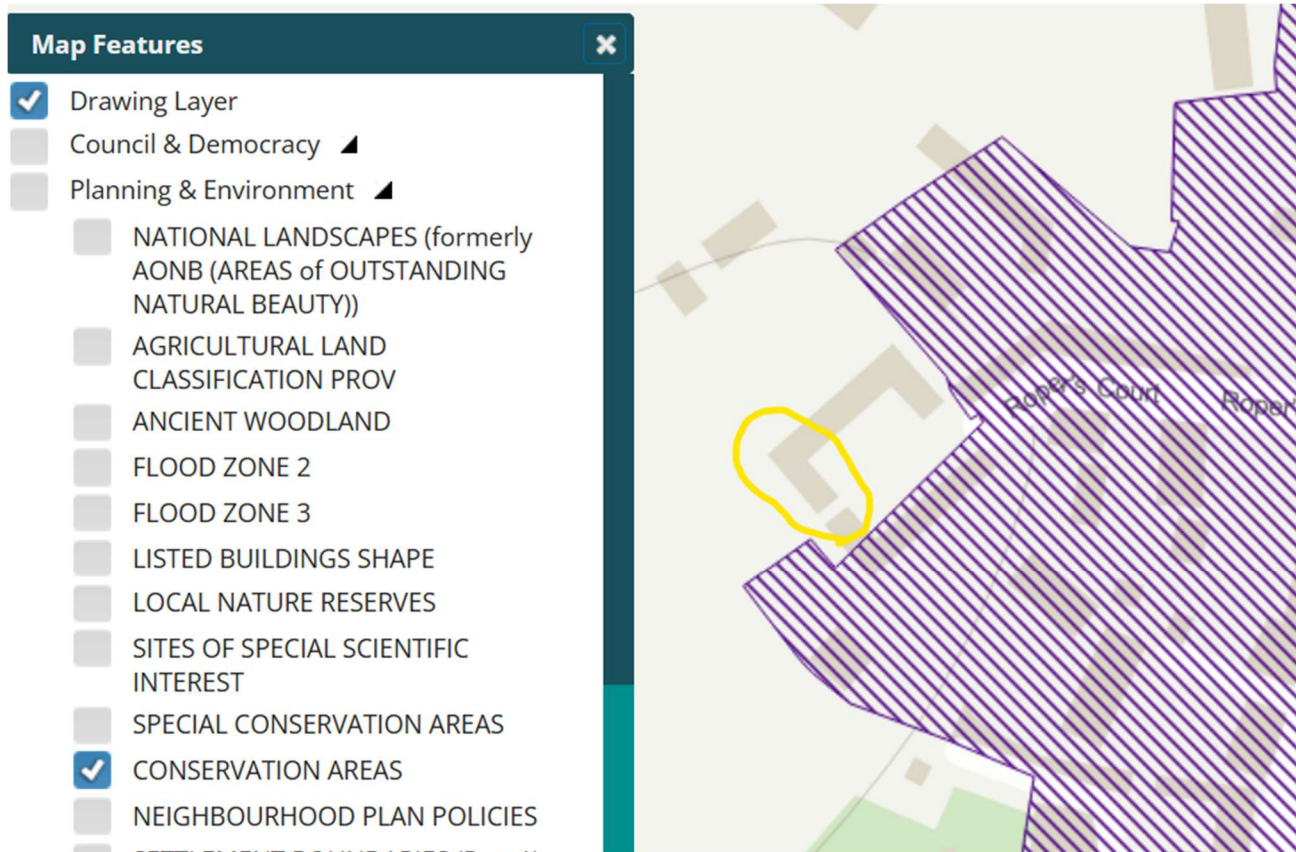 Map Features
Drawing Layer
Council & Democracy
Planning & Environment
NATIONAL LANDSCAPES (formerly
AONB (AREAS of OUTSTANDING
NATURAL BEAUTY))
AGRICULTURAL LAND
CLASSIFICATION PROV
ANCIENT WOODLAND
FLOOD ZONE 2
FLOOD ZONE 3
LISTED BUILDINGS SHAPE
LOCAL NATURE RESERVES
SITES OF SPECIAL SCIENTIFIC
INTEREST
SPECIAL CONSERVATION AREAS
CONSERVATION AREAS
NEIGHBOURHOOD PLAN POLICIES
Roper's Court
Roper